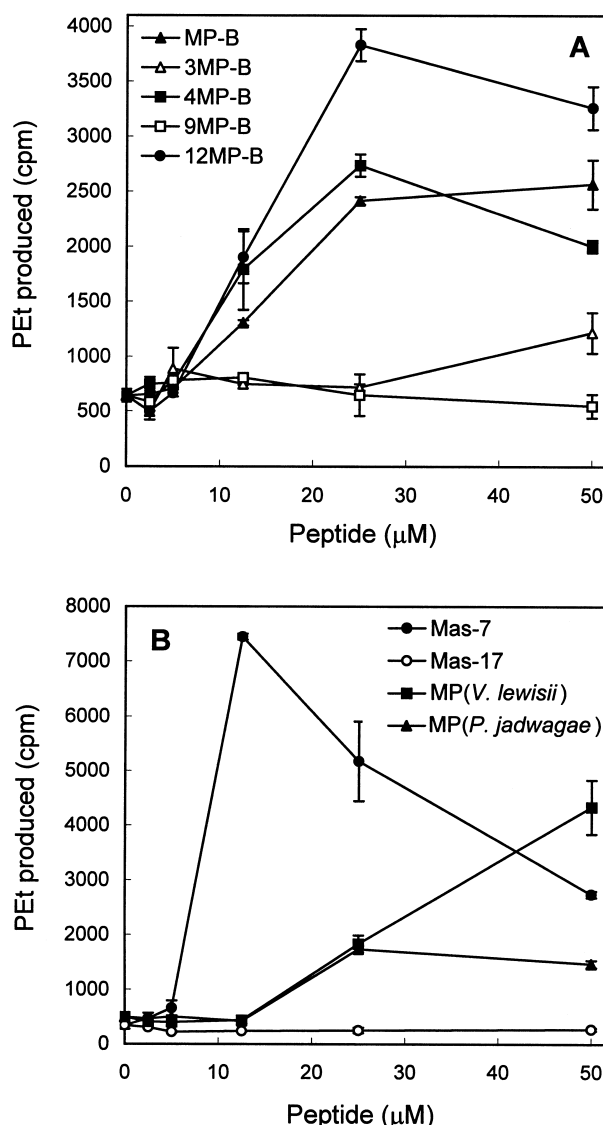 A
MP-B
3MP-B
4MP-B
9MP-B
12MP-B
PEt produced (cpm)
4000
3500
3000
2500
2000
1500
1000
500
0
0 10 20 30 40 50
Peptide (µM)
B
Mas-7
Mas-17
MP(V. lewisii)
MP(P. jadwagae)
PEt produced (cpm)
8000
7000
6000
5000
4000
3000
2000
1000
0
0 10 20 30 40 50
Peptide (µM)